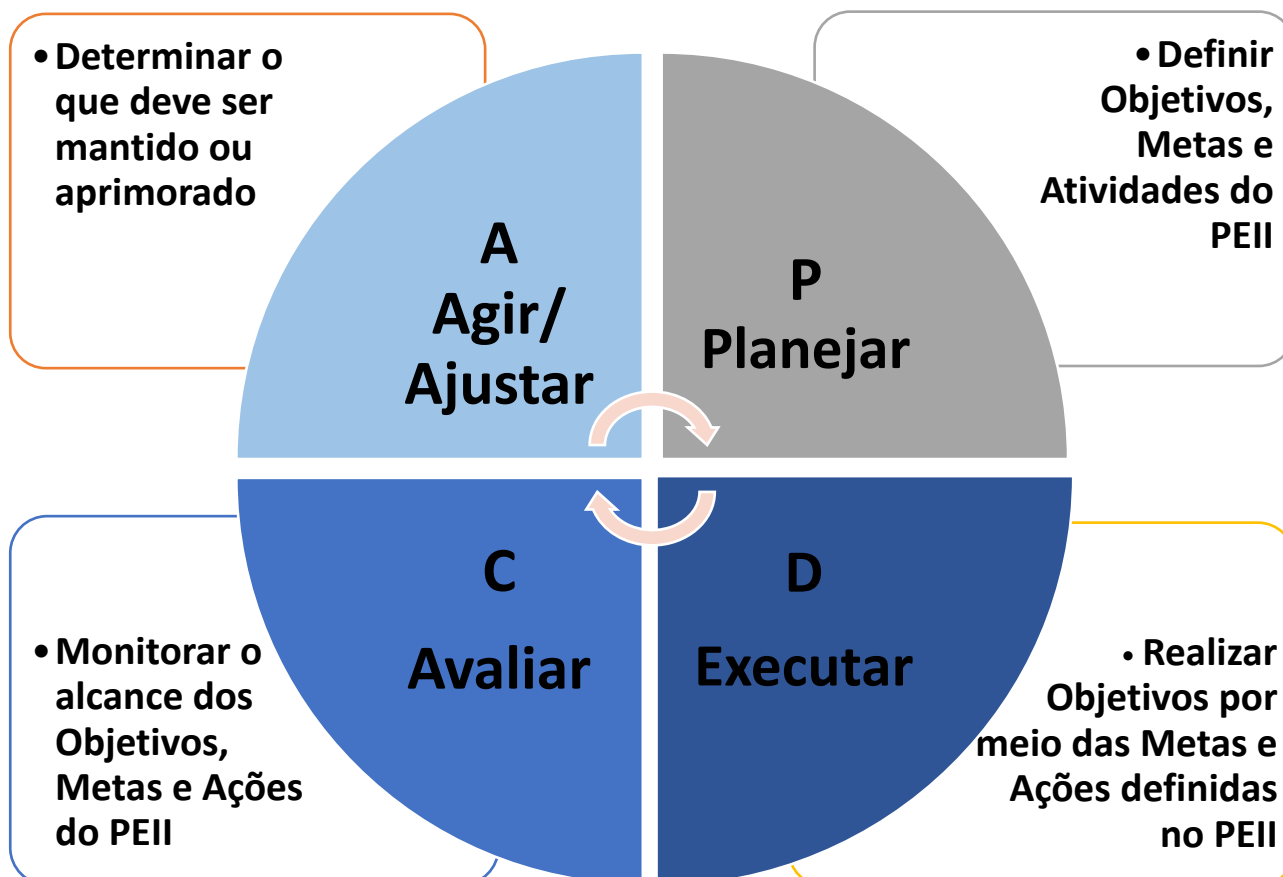 • Determinar o
que deve ser
mantido ou
aprimorado
• Definir
Objetivos,
Metas e
Atividades do
PEII
A
Agir/
Ajustar
P
Planejar
C
Avaliar
D
Executar
• Monitorar o
alcance dos
Objetivos,
Metas e Ações
do PEII
• Realizar
Objetivos por
meio das Metas e
Ações definidas
no PEII